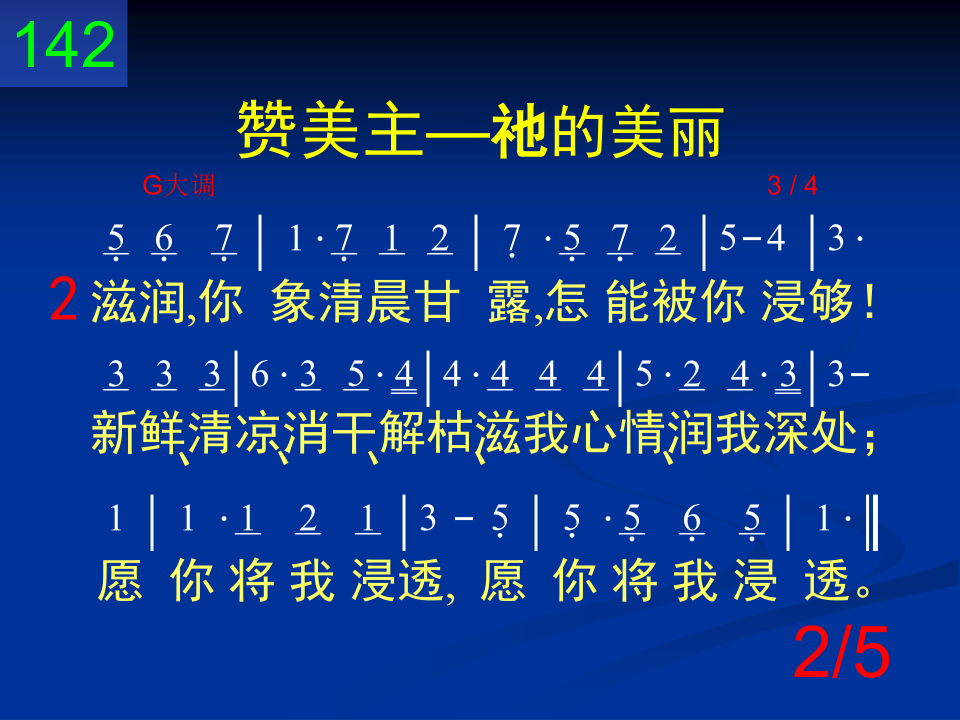 142
赞美主—祂的美丽
G大调 3 / 4
5̲̣ 6̲̣ 7̲̣ | 1 · 7̲̣ 1̲ 2̲ | 7̣ · 5̲̣ 7̲̣ 2̲ | 5 - 4 | 3 ·
2 滋润,你 象清晨甘 露,怎 能被你 浸够！
3̲ 3̲ 3̲ | 6 · 3̲ 5̲ · 4̳ | 4 · 4̲ 4̲ 4̲ | 5 · 2̲ 4̲ · 3̳ | 3 -
新鲜、清凉、消干、解枯、滋我心情、润我深处；
1 | 1 · 1̲ 2̲ 1̲ | 3 - 5̣ | 5̣ · 5̲̣ 6̲̣ 5̲̣ | 1 · ‖
愿 你 将 我 浸透, 愿 你 将 我 浸 透。
2/5